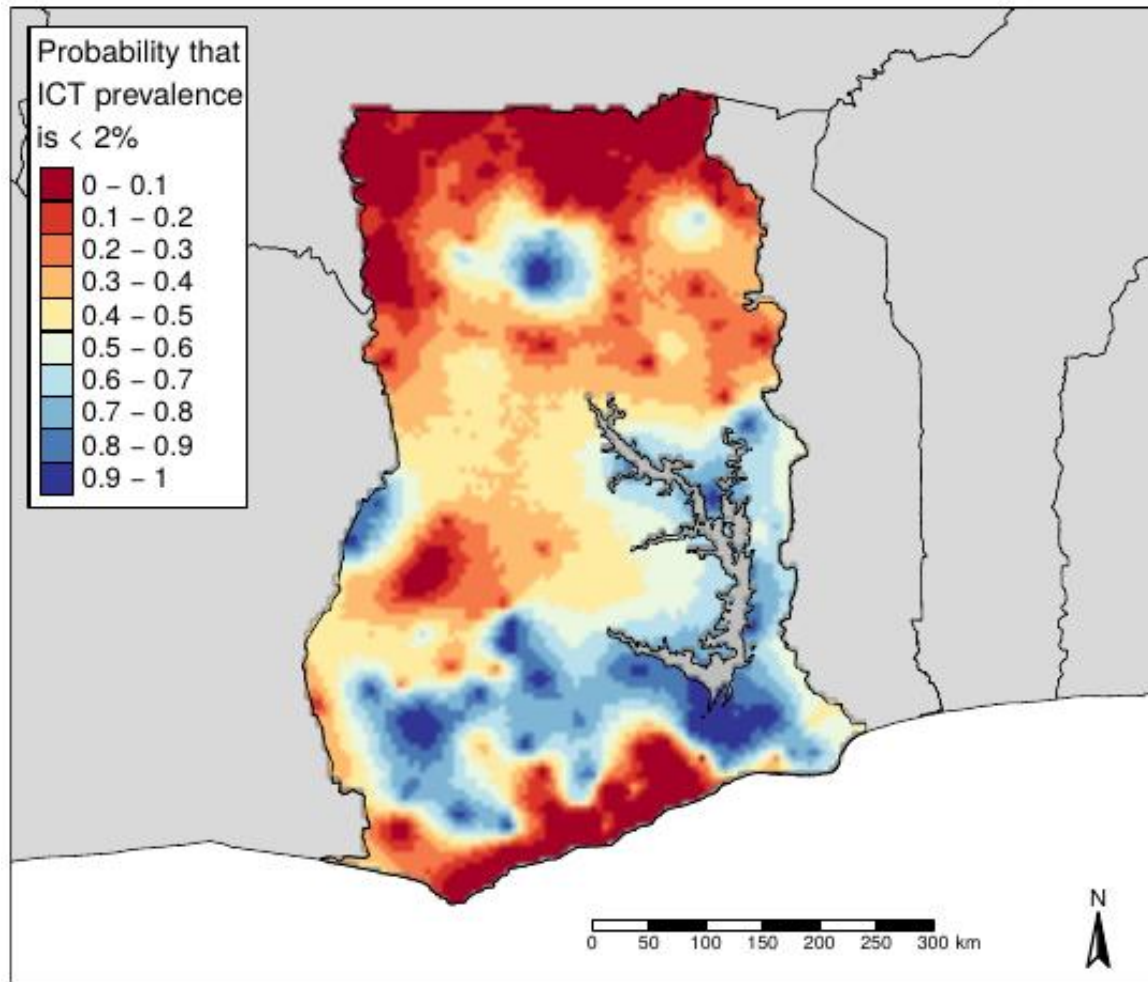 Probability that
ICT prevalence
is < 2%
0 – 0.1
0.1 – 0.2
0.2 – 0.3
0.3 – 0.4
0.4 – 0.5
0.5 – 0.6
0.6 – 0.7
0.7 – 0.8
0.8 – 0.9
0.9 – 1
N
0 50 100 150 200 250 300 km